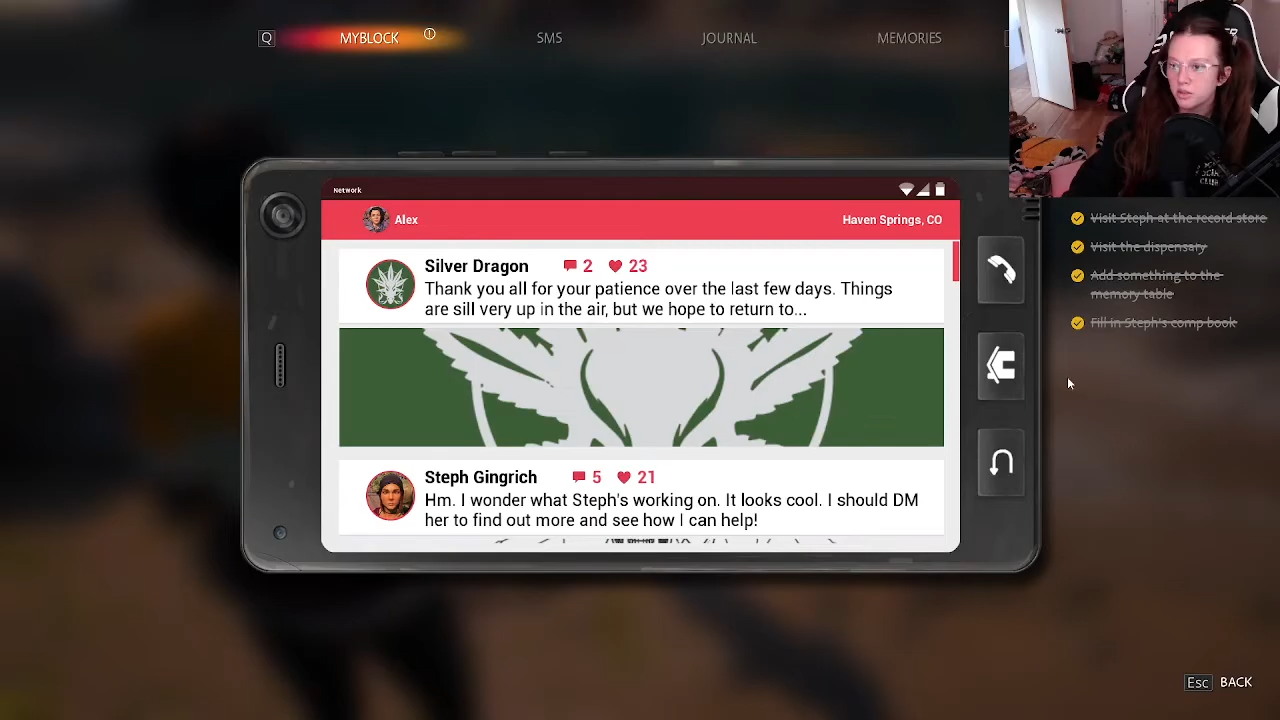 Q MYBLOCK SMS JOURNAL MEMORIES
Network
Alex Haven Springs, CO
Silver Dragon 2 23
Thank you all for your patience over the last few days. Things
are sill very up in the air, but we hope to return to...
Steph Gingrich 5 21
Hm. I wonder what Steph's working on. It looks cool. I should DM
her to find out more and see how I can help!
Visit Steph at the record store
Visit the dispensary
Add something to the
memory table
Fill in Steph's comp book
Esc BACK